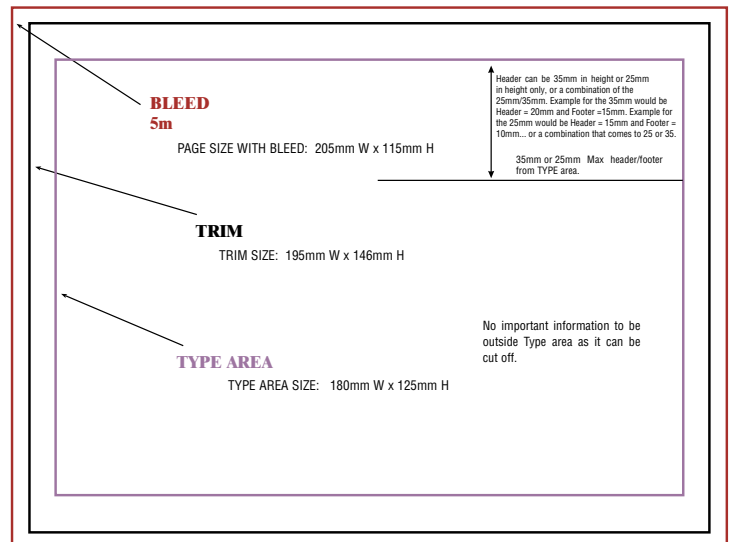 Header can be 35mm in height or 25mm
in height only, or a combination of the
25mm/35mm. Example for the 35mm would be
Header = 20mm and Footer =15mm. Example for
the 25mm would be Header = 15mm and Footer =
10mm... or a combination that comes to 25 or 35.
35mm or 25mm Max header/footer
from TYPE area.
BLEED
5m
PAGE SIZE WITH BLEED: 205mm W x 115mm H
TRIM
TRIM SIZE: 195mm W x 146mm H
No important information to be
outside Type area as it can be
cut off.
TYPE AREA
TYPE AREA SIZE: 180mm W x 125mm H